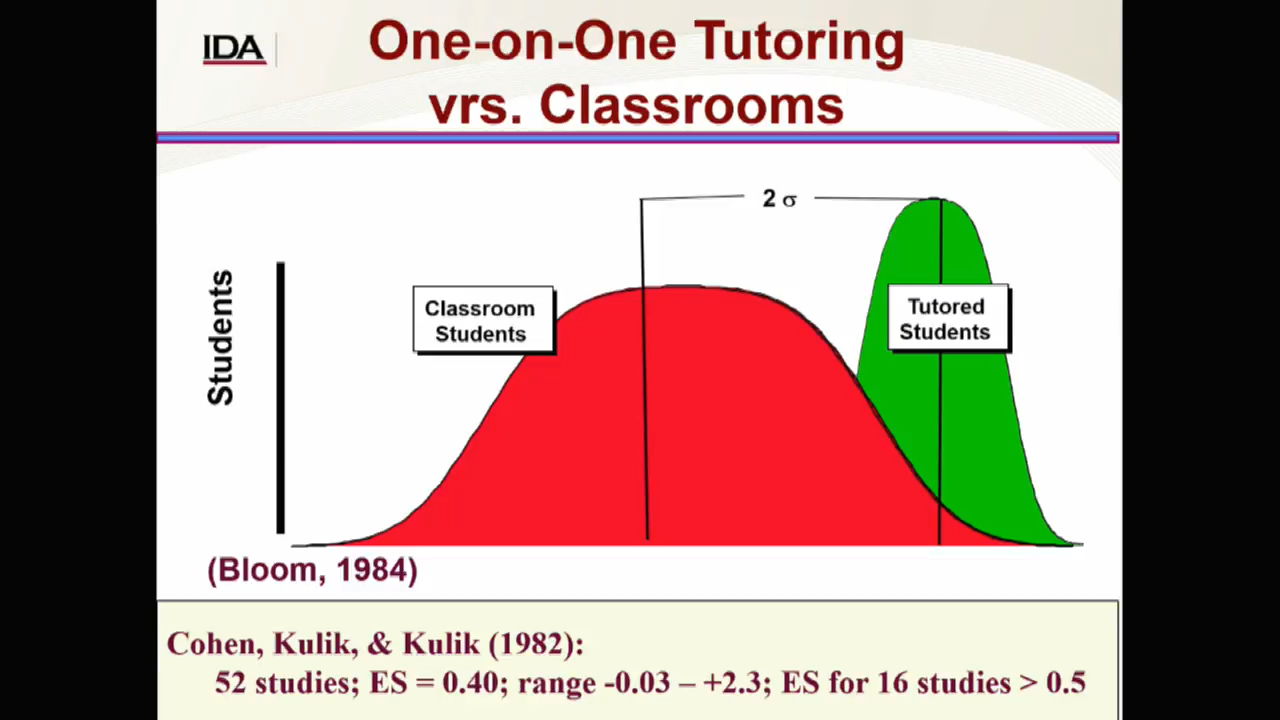 IDA
One-on-One Tutoring
vrs. Classrooms
2 σ
Students
Classroom
Students
Tutored
Students
(Bloom, 1984)
Cohen, Kulik, & Kulik (1982):
52 studies; ES = 0.40; range -0.03 – +2.3; ES for 16 studies > 0.5